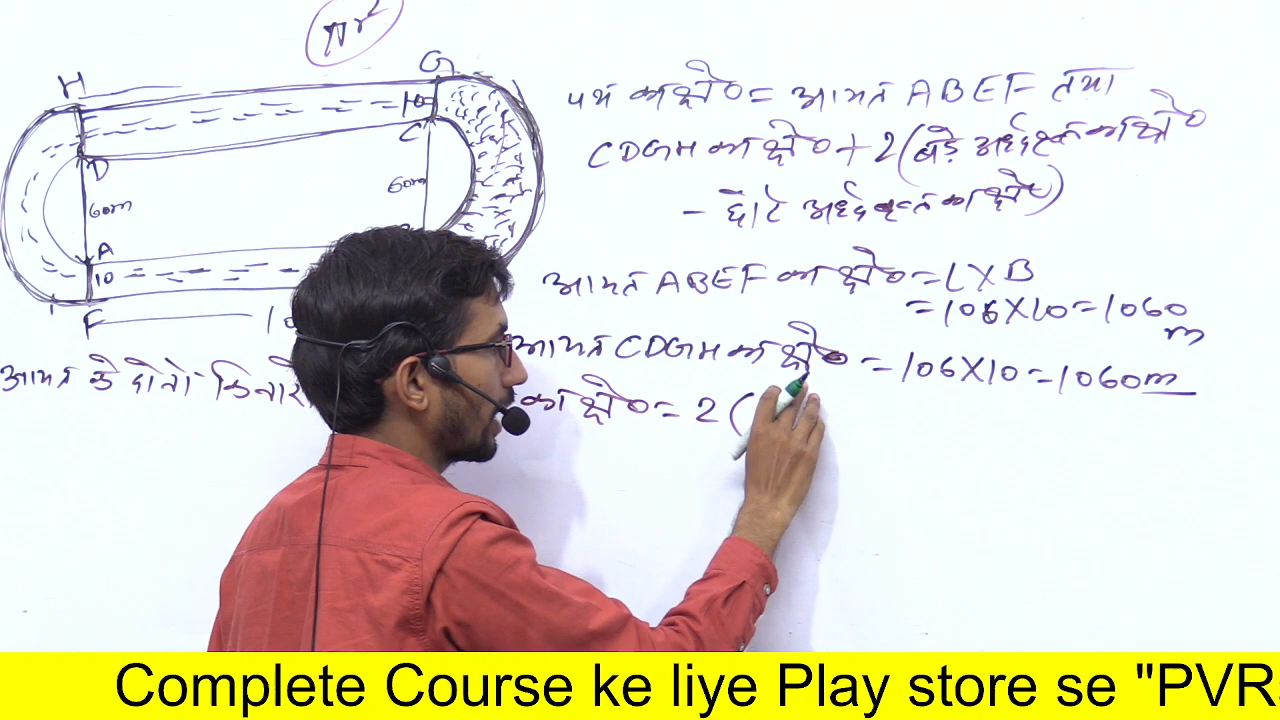 πr²
H
G
10
C
D
60m
60m
A
10
F
10
पथ का क्षे० = आयत ABEF तथा
CDGH का क्षे० + 2(बड़े अर्धवृत्त का क्षे०
- छोटे अर्धवृत्त का क्षे०)
आयत ABEF का क्षे० = L X B
= 106 X 10 = 1060
m
आयत CDGH का क्षे० = 106 X 10 = 1060m
आयत के दोनों किनारे
का क्षे० = 2(
Complete Course ke liye Play store se "PVR